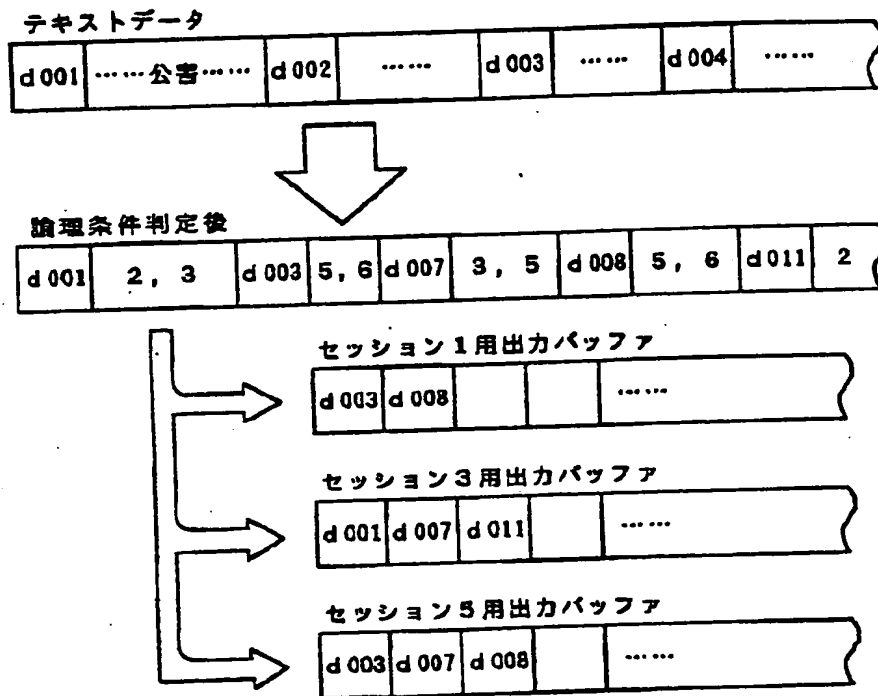 テキストデータ
d001 ……公害…… d002 …… d003 …… d004 ……
論理条件判定後
d001 2, 3 d003 5, 6 d007 3, 5 d008 5, 6 d011 2
セッション1用出力バッファ
d003 d008 ……
セッション3用出力バッファ
d001 d007 d011 ……
セッション5用出力バッファ
d003 d007 d008 ……